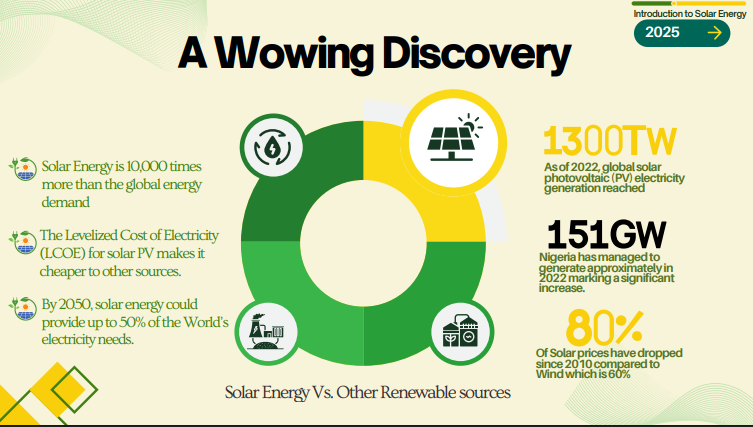 Introduction to Solar Energy
2025
A Wowing Discovery
Solar Energy is 10,000 times
more than the global energy
demand
The Levelized Cost of Electricity
(LCOE) for solar PV makes it
cheaper to other sources.
By 2050, solar energy could
provide up to 50% of the World's
electricity needs.
1300TW
As of 2022, global solar
photovoltaic (PV) electricity
generation reached
151GW
Nigeria has managed to
generate approximately in
2022 marking a significant
increase.
80%
Of Solar prices have dropped
since 2010 compared to
Wind which is 60%
Solar Energy Vs. Other Renewable sources